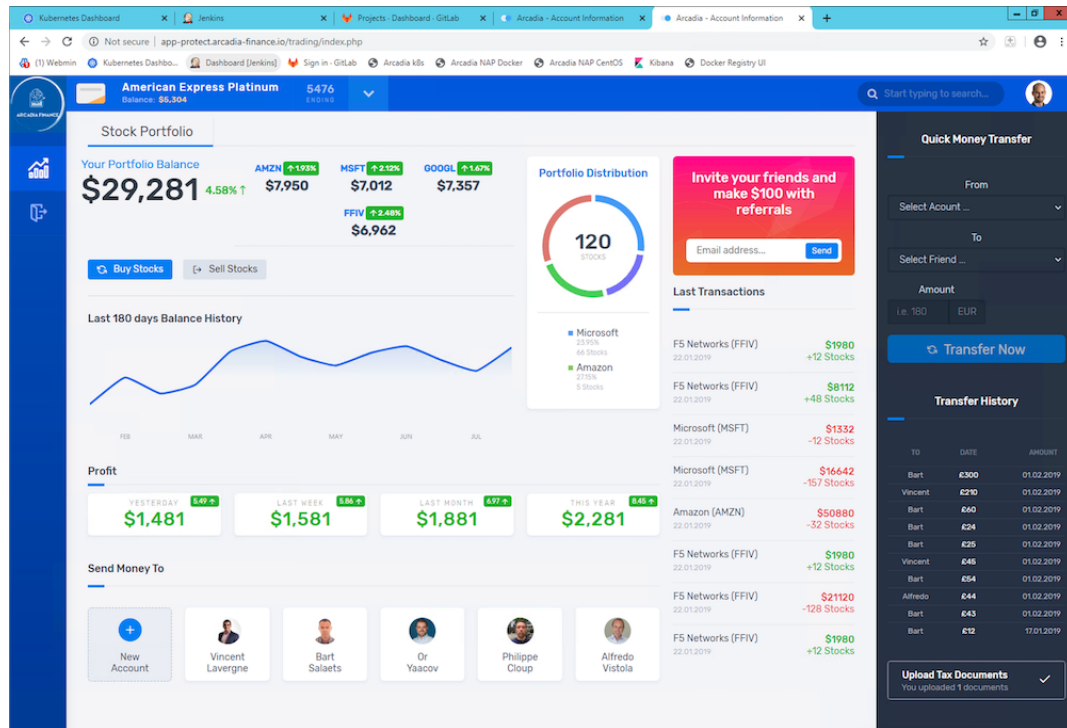 Kubernetes Dashboard
Jenkins
Projects · Dashboard · GitLab
Arcadia - Account Information
Arcadia - Account Information
Not secure | app-protect.arcadia-finance.io/trading/index.php
(1) Webmin
Kubernetes Dashbo...
Dashboard [Jenkins]
Sign in · GitLab
Arcadia k8s
Arcadia NAP Docker
Arcadia NAP CentOS
Kibana
Docker Registry UI
ARCADIA FINANCE
American Express Platinum
Balance: $5,304
5476
ENDING
Start typing to search...
Stock Portfolio
Your Portfolio Balance
$29,281 4.58% ↑
AMZN ↑ 1.93%
$7,950
MSFT ↑ 2.12%
$7,012
GOOGL ↑ 1.67%
$7,357
FFIV ↑ 2.48%
$6,962
Buy Stocks
Sell Stocks
Last 180 days Balance History
FEB MAR APR MAY JUN JUL
Profit
YESTERDAY 5.49 ↑
$1,481
LAST WEEK 5.86 ↑
$1,581
LAST MONTH 6.97 ↑
$1,881
THIS YEAR 8.45 ↑
$2,281
Send Money To
New
Account
Vincent
Lavergne
Bart
Salaets
Or
Yaacov
Philippe
Cloup
Alfredo
Vistola
Portfolio Distribution
120
STOCKS
Microsoft
23.95%
66 Stocks
Amazon
27.15%
5 Stocks
Invite your friends and
make $100 with
referrals
Email address...
Send
Last Transactions
F5 Networks (FFIV) $1980
22.01.2019 +12 Stocks
F5 Networks (FFIV) $8112
22.01.2019 +48 Stocks
Microsoft (MSFT) $1332
22.01.2019 -12 Stocks
Microsoft (MSFT) $16642
22.01.2019 -157 Stocks
Amazon (AMZN) $50880
22.01.2019 -32 Stocks
F5 Networks (FFIV) $1980
22.01.2019 +12 Stocks
F5 Networks (FFIV) $21120
22.01.2019 -128 Stocks
F5 Networks (FFIV) $1980
22.01.2019 +12 Stocks
Quick Money Transfer
From
Select Acount ...
To
Select Friend ...
Amount
i.e. 180 EUR
Transfer Now
Transfer History
TO DATE AMOUNT
Bart £300 01.02.2019
Vincent £210 01.02.2019
Bart £60 01.02.2019
Bart £24 01.02.2019
Bart £25 01.02.2019
Vincent £45 01.02.2019
Bart £54 01.02.2019
Alfredo £44 01.02.2019
Bart £43 01.02.2019
Bart £12 17.01.2019
Upload Tax Documents
You uploaded 1 documents